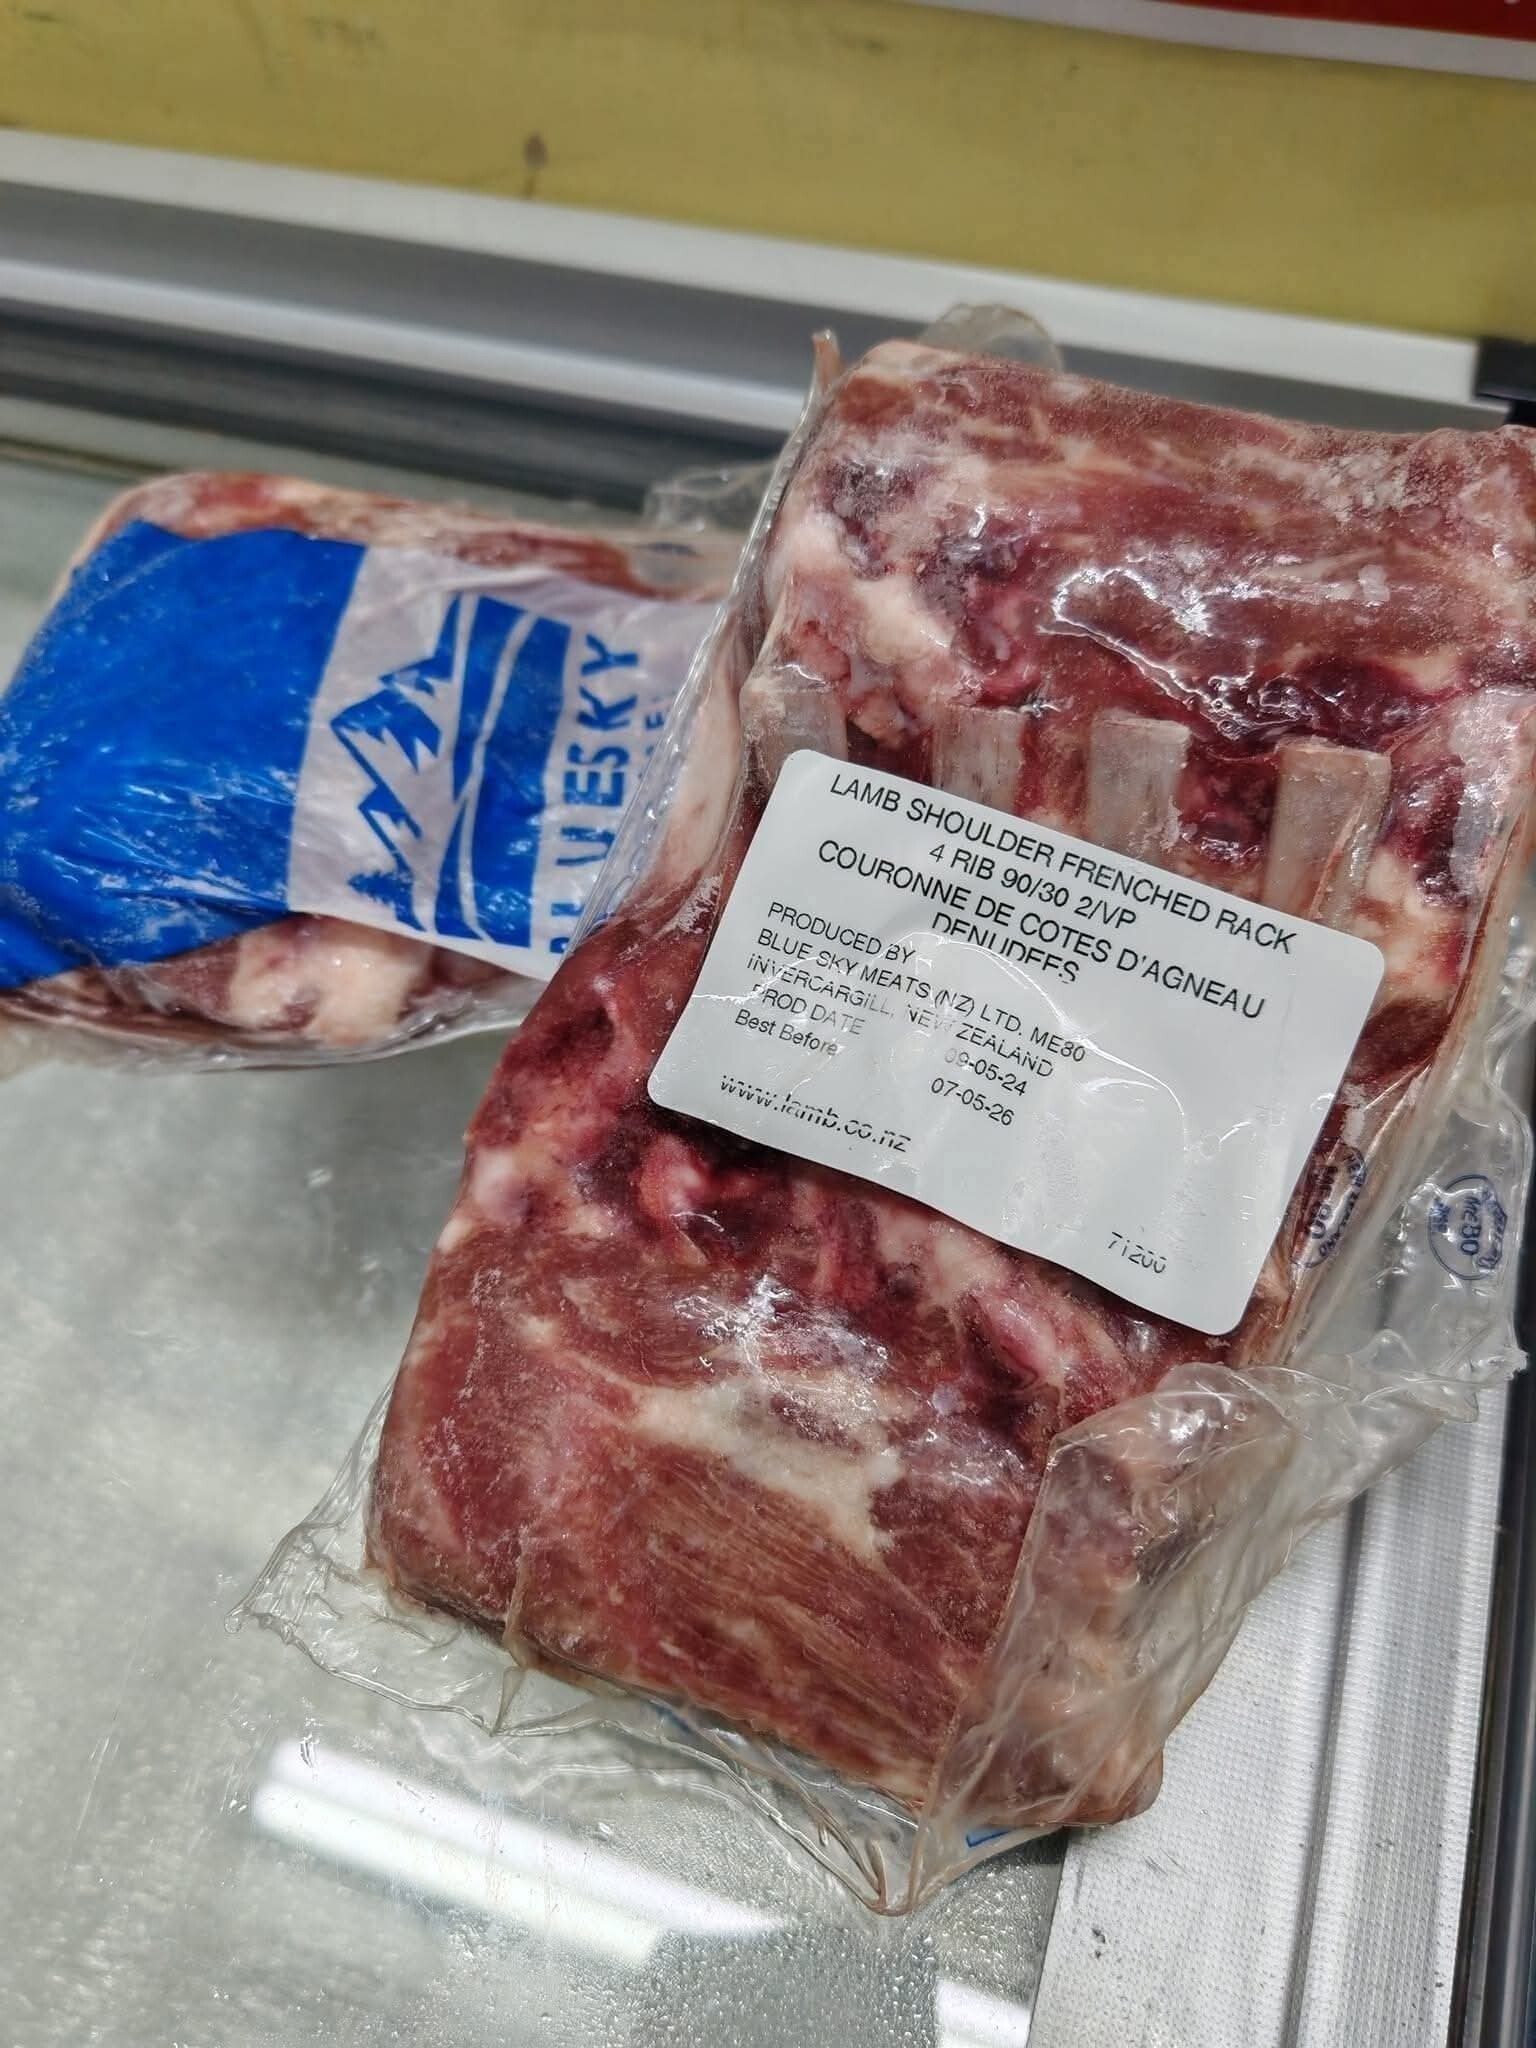 BLUESKY
LAMB SHOULDER FRENCHED RACK
4 RIB 90/30 2/VP
COURONNE DE COTES D'AGNEAU
DENUDEES
PRODUCED BY
BLUE SKY MEATS (NZ) LTD. ME80
INVERCARGILL, NEW ZEALAND
PROD DATE 09-05-24
Best Before 07-05-26
www.lamb.co.nz
71200
ME80